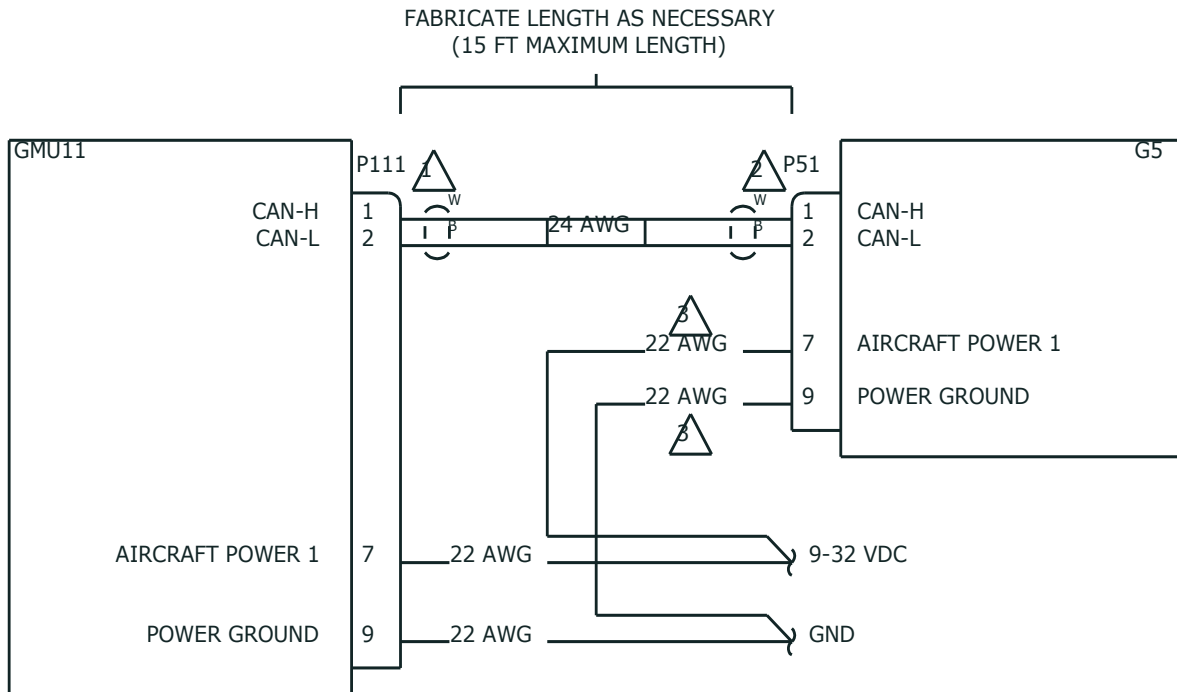 FABRICATE LENGTH AS NECESSARY
(15 FT MAXIMUM LENGTH)
GMU11
G5
P111
1
2
P51
W
W
CAN-H
1
1
CAN-H
B
24 AWG
B
CAN-L
2
2
CAN-L
3
22 AWG
7
AIRCRAFT POWER 1
22 AWG
9
POWER GROUND
3
AIRCRAFT POWER 1
7
22 AWG
9-32 VDC
POWER GROUND
9
22 AWG
GND